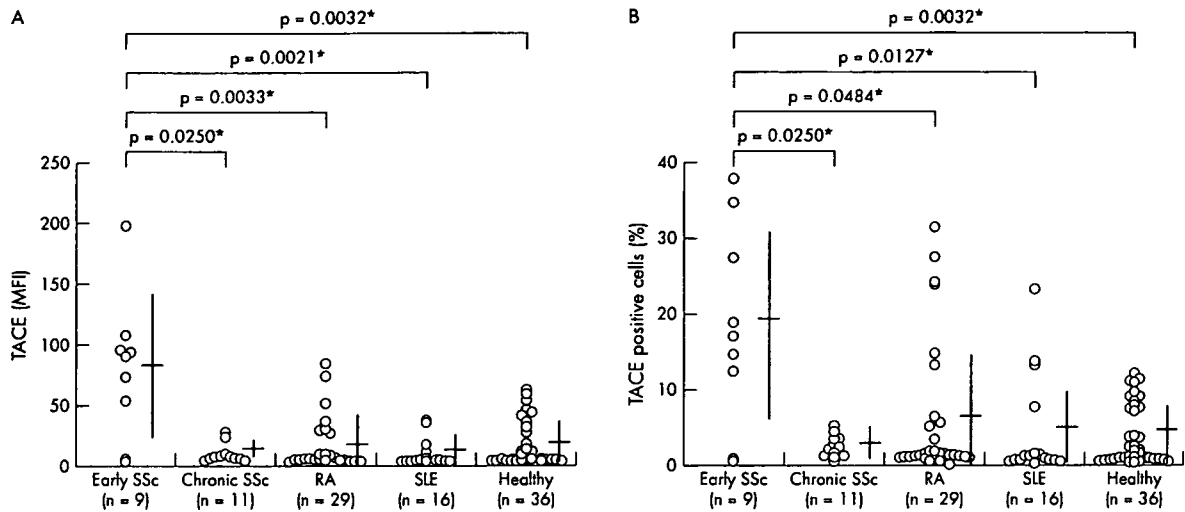 A
p = 0.0032*
p = 0.0021*
p = 0.0033*
p = 0.0250*
250
200
150
100
50
0
TACE (MFI)
Early SSc
(n = 9)
Chronic SSc
(n = 11)
RA
(n = 29)
SLE
(n = 16)
Healthy
(n = 36)
B
p = 0.0032*
p = 0.0127*
p = 0.0484*
p = 0.0250*
40
30
20
10
0
TACE positive cells (%)
Early SSc
(n = 9)
Chronic SSc
(n = 11)
RA
(n = 29)
SLE
(n = 16)
Healthy
(n = 36)